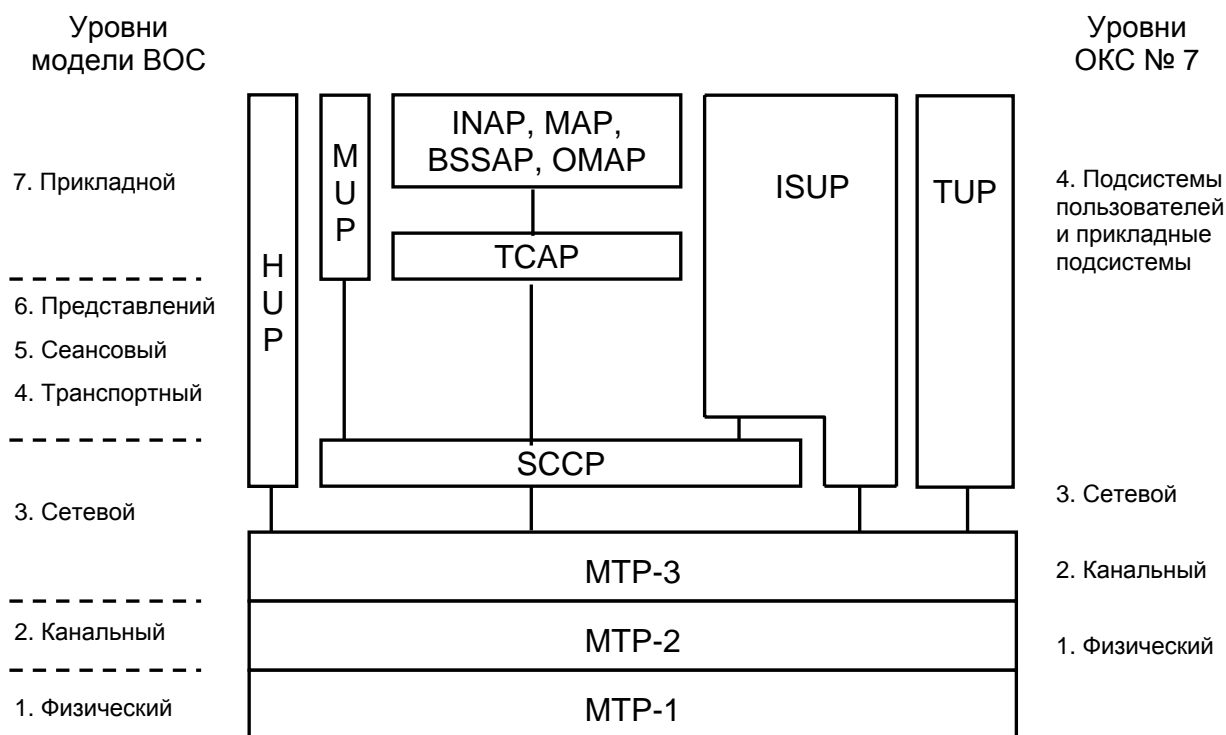 Уровни
модели ВОС
Уровни
ОКС № 7
7. Прикладной
6. Представлений
5. Сеансовый
4. Транспортный
3. Сетевой
2. Канальный
1. Физический
H
U
P
M
U
P
INAP, MAP,
BSSAP, OMAP
TCAP
ISUP
TUP
SCCP
MTP-3
MTP-2
MTP-1
4. Подсистемы
пользователей
и прикладные
подсистемы
3. Сетевой
2. Канальный
1. Физический